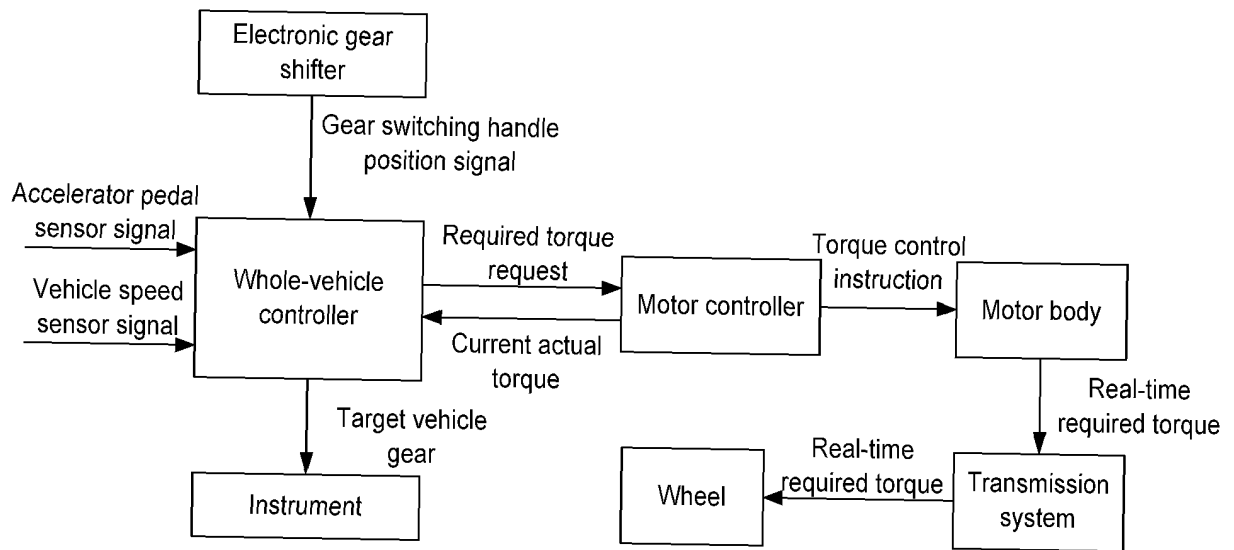 Electronic gear
shifter
Gear switching handle
position signal
Accelerator pedal
sensor signal
Vehicle speed
sensor signal
Whole-vehicle
controller
Required torque
request
Current actual
torque
Motor controller
Torque control
instruction
Motor body
Real-time
required torque
Target vehicle
gear
Instrument
Wheel
Real-time
required torque
Transmission
system